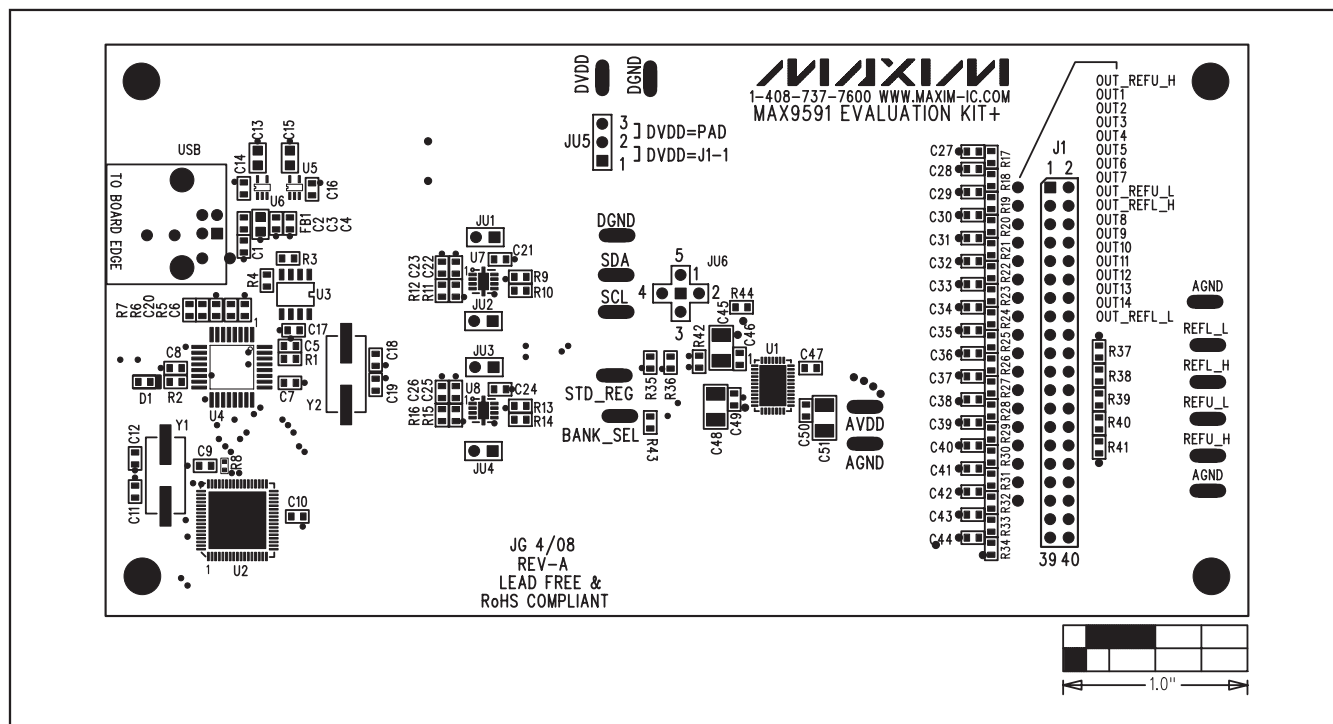 DVDD
DGND
MAXIM
1-408-737-7600 WWW.MAXIM-IC.COM
MAX9591 EVALUATION KIT+
JU5
3
2
1
DVDD=PAD
DVDD=J1-1
OUT_REFU_H
OUT1
OUT2
OUT3
OUT4
OUT5
OUT6
OUT7
OUT_REFU_L
OUT_REFL_H
OUT8
OUT9
OUT10
OUT11
OUT12
OUT13
OUT14
OUT_REFL_L
J1
1 2
39 40
USB
TO BOARD EDGE
C13
C15
C14
U5
C16
U6
FB1
C2
C3
C4
C1
R3
R4
U3
R7
R6
C20
R5
C6
1
C17
C5
R1
C7
C8
D1
R2
U4
Y2
C18
C19
Y1
C12
C11
C9
R8
C10
1
U2
JU1
C23
C22
U7
1
C21
R12
R11
R9
R10
JU2
JU3
C26
C25
U8
1
C24
R16
R15
R13
R14
JU4
DGND
SDA
SCL
STD_REG
BANK_SEL
JU6
5
1
4
2
3
R44
C45
C46
R42
R35
R36
R43
1
U1
C47
C48
C49
C50
C51
AVDD
AGND
C27
C28
C29
C30
C31
C32
C33
C34
C35
C36
C37
C38
C39
C40
C41
C42
C43
C44
R17
R18
R19
R20
R21
R22
R23
R24
R25
R26
R27
R28
R29
R30
R31
R32
R33
R34
R37
R38
R39
R40
R41
AGND
REFL_L
REFL_H
REFU_L
REFU_H
AGND
JG 4/08
REV-A
LEAD FREE &
RoHS COMPLIANT
1.0"